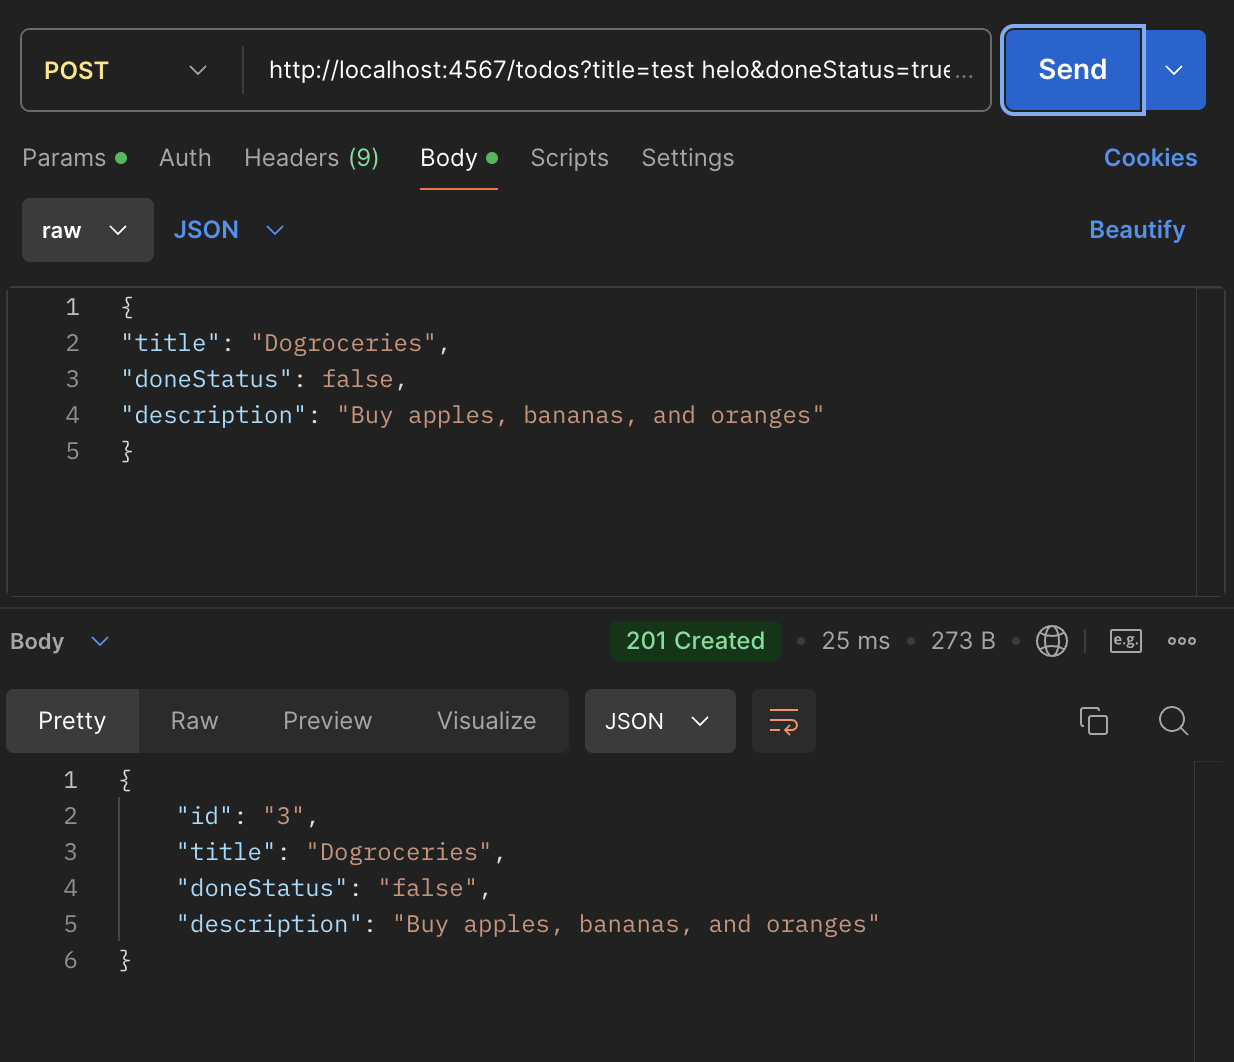 POST http://localhost:4567/todos?title=test helo&doneStatus=true... Send
Params Auth Headers (9) Body Scripts Settings Cookies
raw JSON Beautify
1 {
2 "title": "Dogroceries",
3 "doneStatus": false,
4 "description": "Buy apples, bananas, and oranges"
5 }
Body 201 Created • 25 ms • 273 B • e.g.
Pretty Raw Preview Visualize JSON
1 {
2 "id": "3",
3 "title": "Dogroceries",
4 "doneStatus": "false",
5 "description": "Buy apples, bananas, and oranges"
6 }